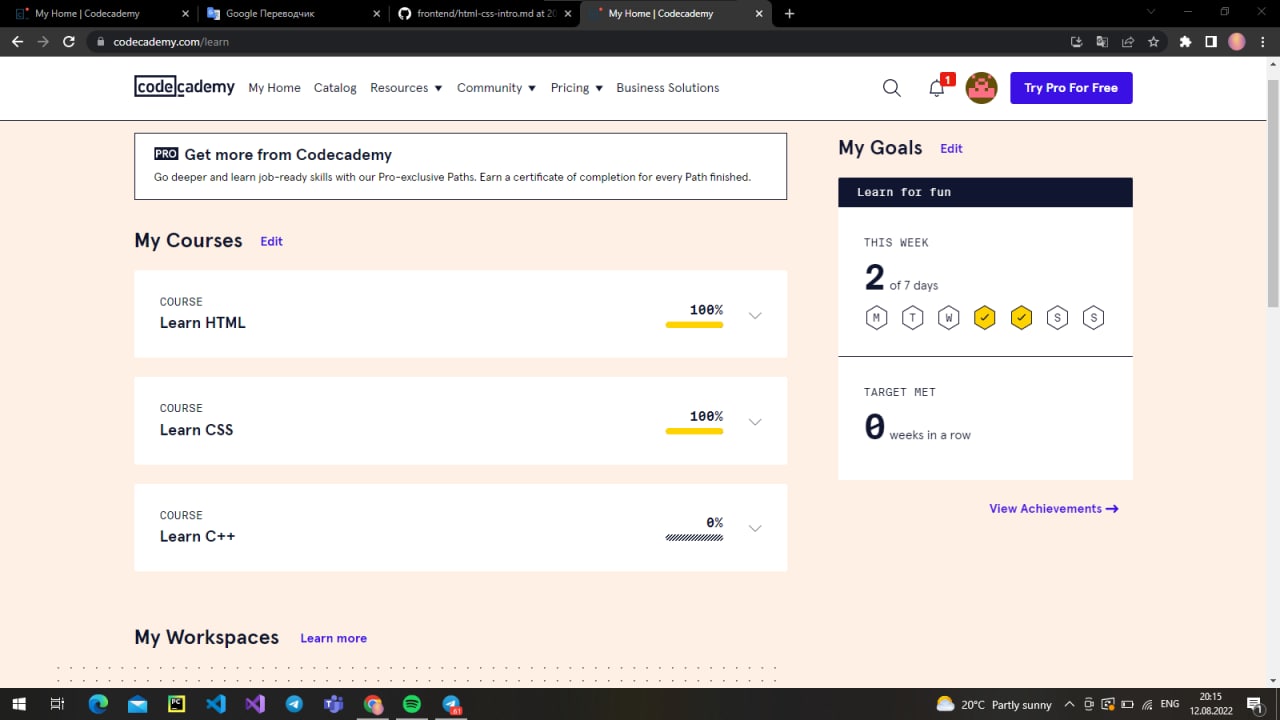 My Home | Codecademy
Google Переводчик
frontend/html-css-intro.md at 20
My Home | Codecademy
codecademy.com/learn
codecademy My Home Catalog Resources Community Pricing Business Solutions 1 Try Pro For Free
PRO Get more from Codecademy
Go deeper and learn job-ready skills with our Pro-exclusive Paths. Earn a certificate of completion for every Path finished.
My Courses Edit
COURSE
Learn HTML
100%
COURSE
Learn CSS
100%
COURSE
Learn C++
0%
My Workspaces Learn more
My Goals Edit
Learn for fun
THIS WEEK
2 of 7 days
M T W S S
TARGET MET
0 weeks in a row
View Achievements
PC
61
20°C Partly sunny
ENG
20:15
12.08.2022
1